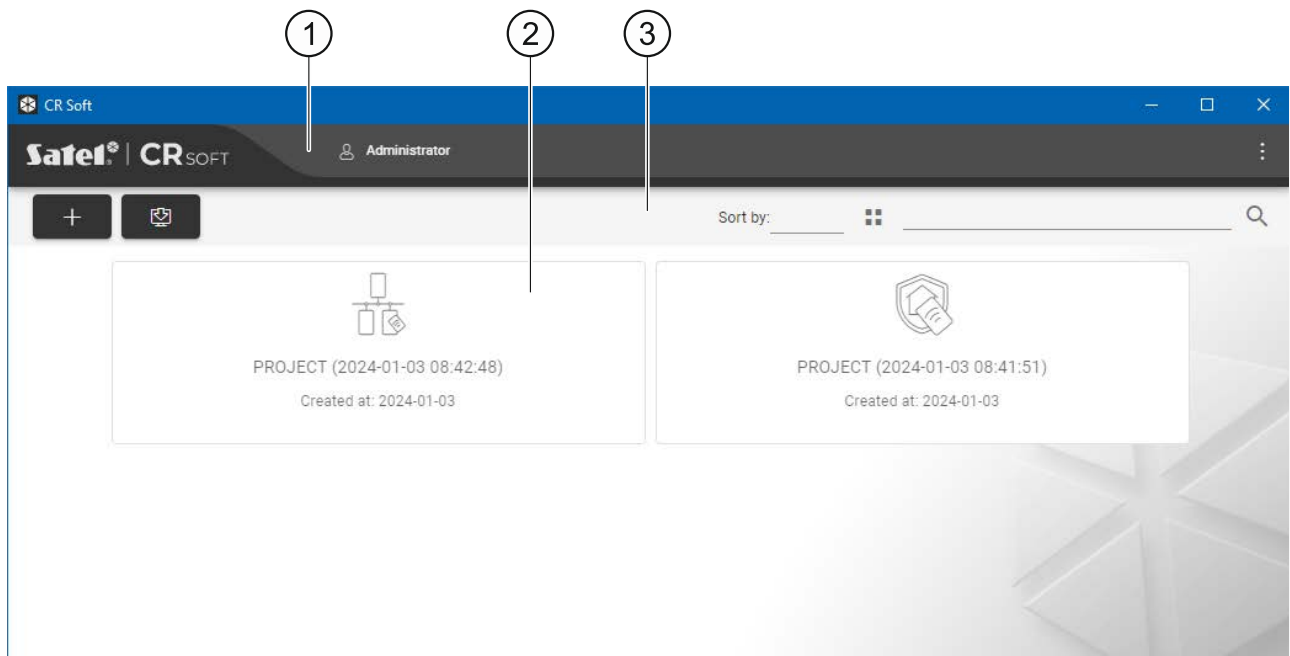 1 2 3
CR Soft
Satel | CR SOFT Administrator
Sort by:
PROJECT (2024-01-03 08:42:48) PROJECT (2024-01-03 08:41:51)
Created at: 2024-01-03 Created at: 2024-01-03